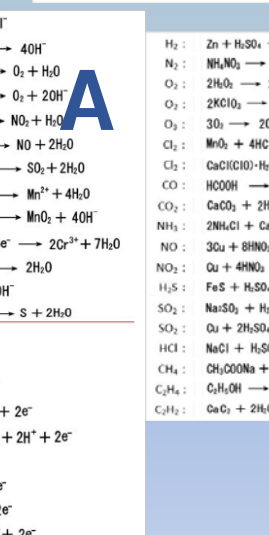 l⁻
→ 4OH⁻
→ O₂ + H₂O
→ O₂ + 2OH⁻
→ NO₂ + H₂O
→ NO + 2H₂O
→ SO₂ + 2H₂O
→ Mn²⁺ + 4H₂O
→ MnO₂ + 4OH⁻
e⁻ → 2Cr³⁺ + 7H₂O
→ 2H₂O
OH⁻
→ S + 2H₂O
+ 2e⁻
+ 2H⁺ + 2e⁻
e⁻
2e⁻
+ 2e⁻
A
H₂ : Zn + H₂SO₄
N₂ : NH₄NO₂ →
O₂ : 2H₂O₂ →
O₂ : 2KClO₃ →
O₃ : 3O₂ → 2O
Cl₂ : MnO₂ + 4HC
Cl₂ : CaCl(ClO)·H₂
CO : HCOOH →
CO₂ : CaCO₃ + 2H
NH₃ : 2NH₄Cl + Ca
NO : 3Cu + 8HNO₃
NO₂ : Cu + 4HNO₃
H₂S : FeS + H₂SO₄
SO₂ : Na₂SO₃ + H₂
SO₂ : Cu + 2H₂SO₄
HCl : NaCl + H₂SO
CH₄ : CH₃COONa +
C₂H₄ : C₂H₅OH →
C₂H₂ : CaC₂ + 2H₂O